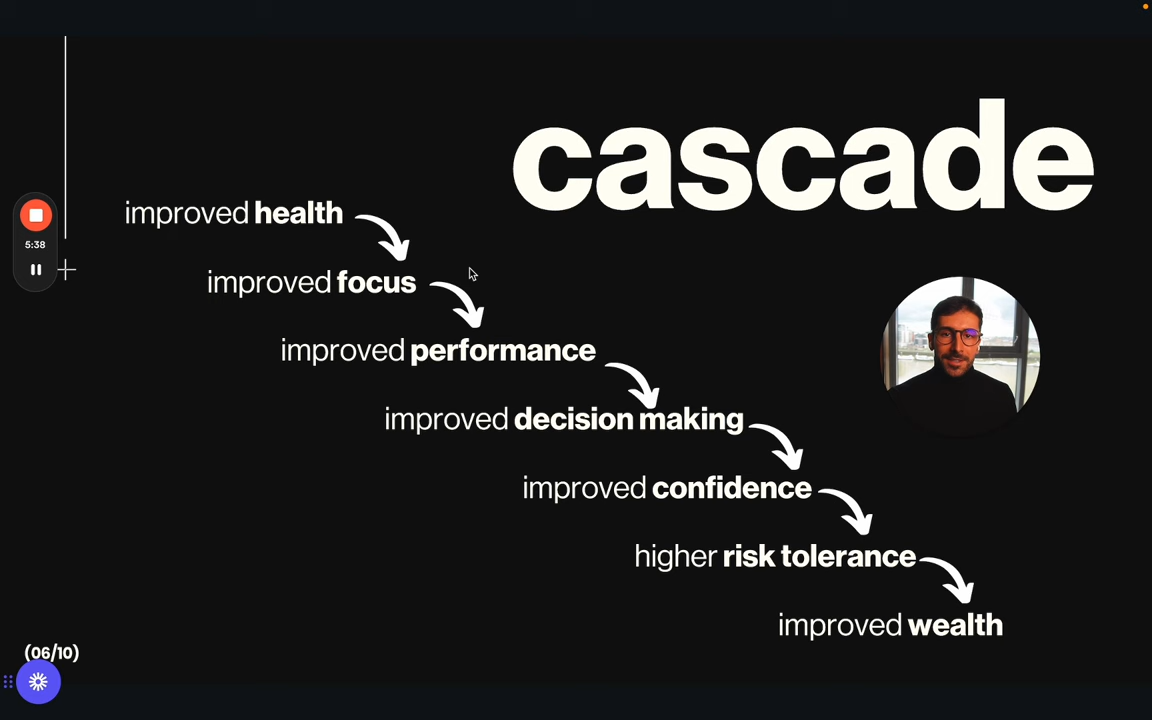 cascade
improved health
5:38
improved focus
improved performance
improved decision making
improved confidence
higher risk tolerance
improved wealth
(06/10)